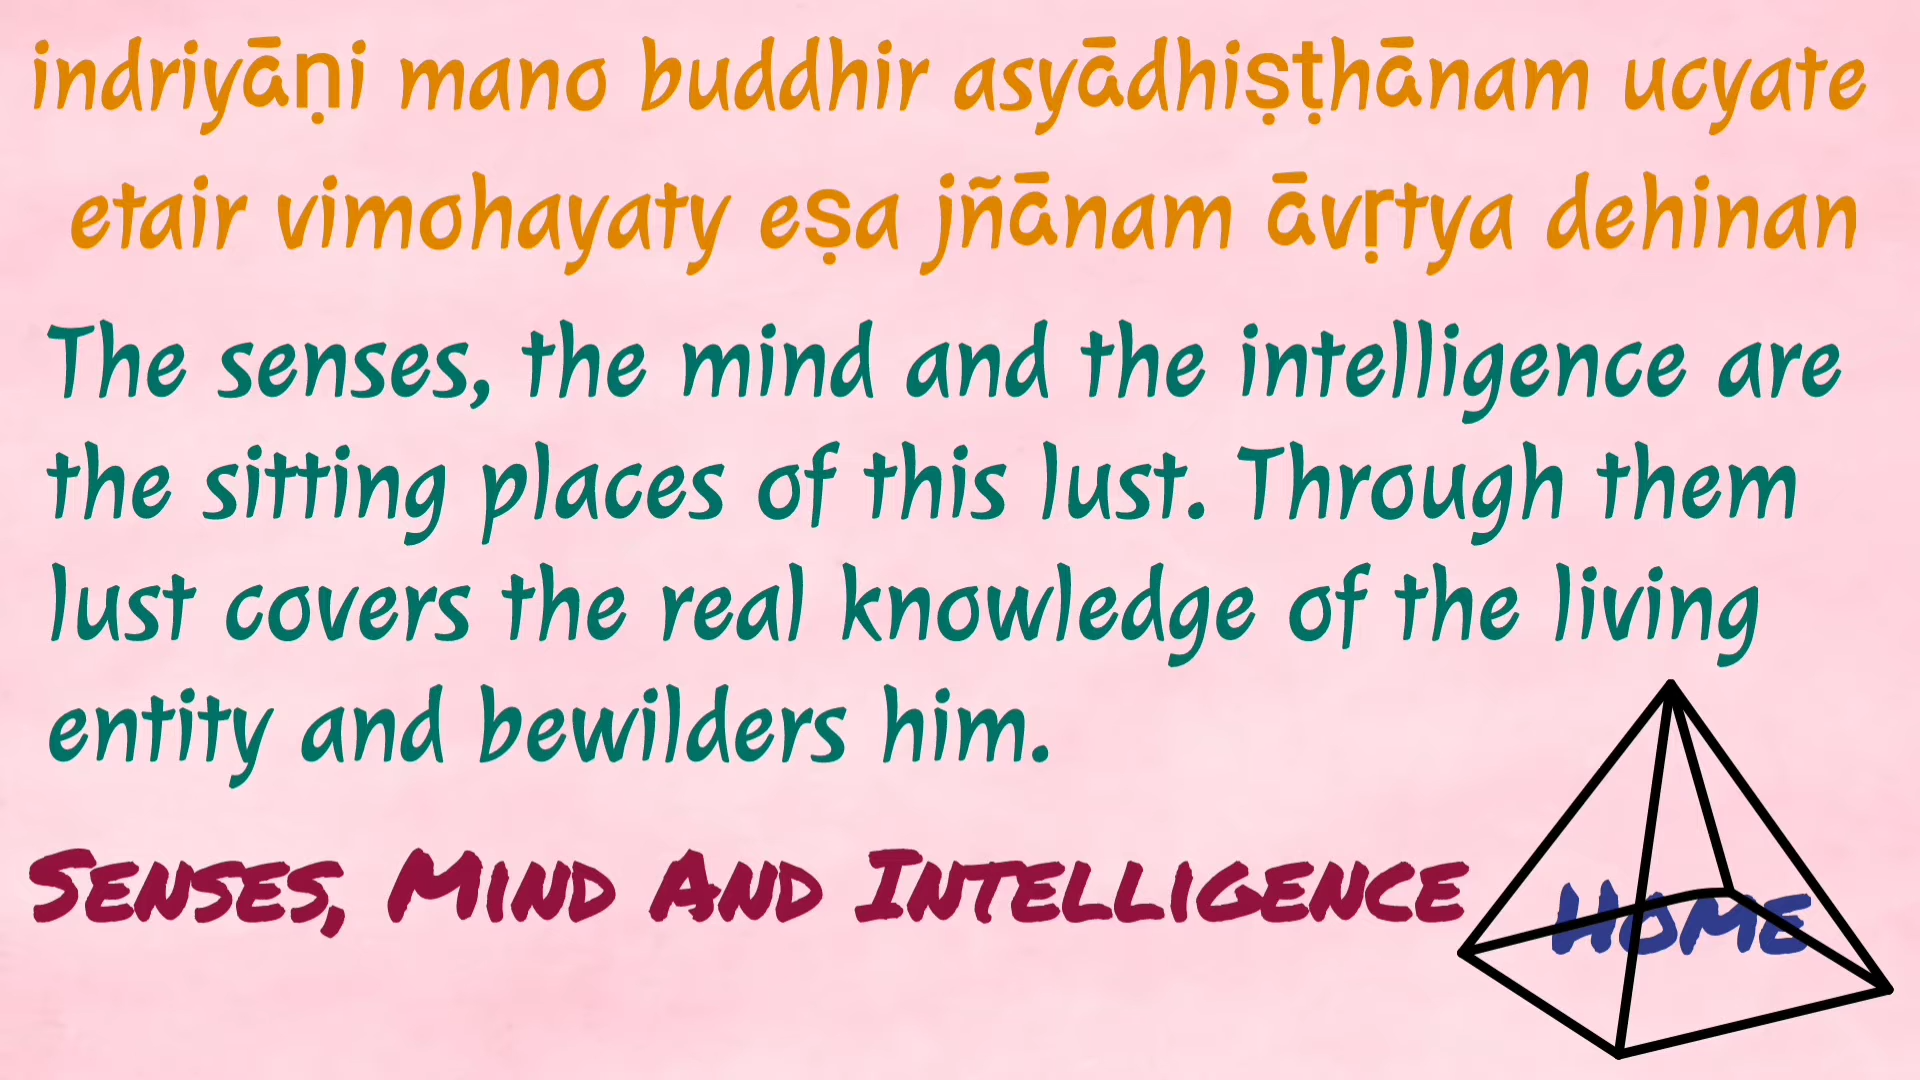 indriyāṇi mano buddhir asyādhiṣṭhānam ucyate
etair vimohayaty eṣa jñānam āvṛtya dehinan
The senses, the mind and the intelligence are
the sitting places of this lust. Through them
lust covers the real knowledge of the living
entity and bewilders him.
Senses, Mind And Intelligence
Home